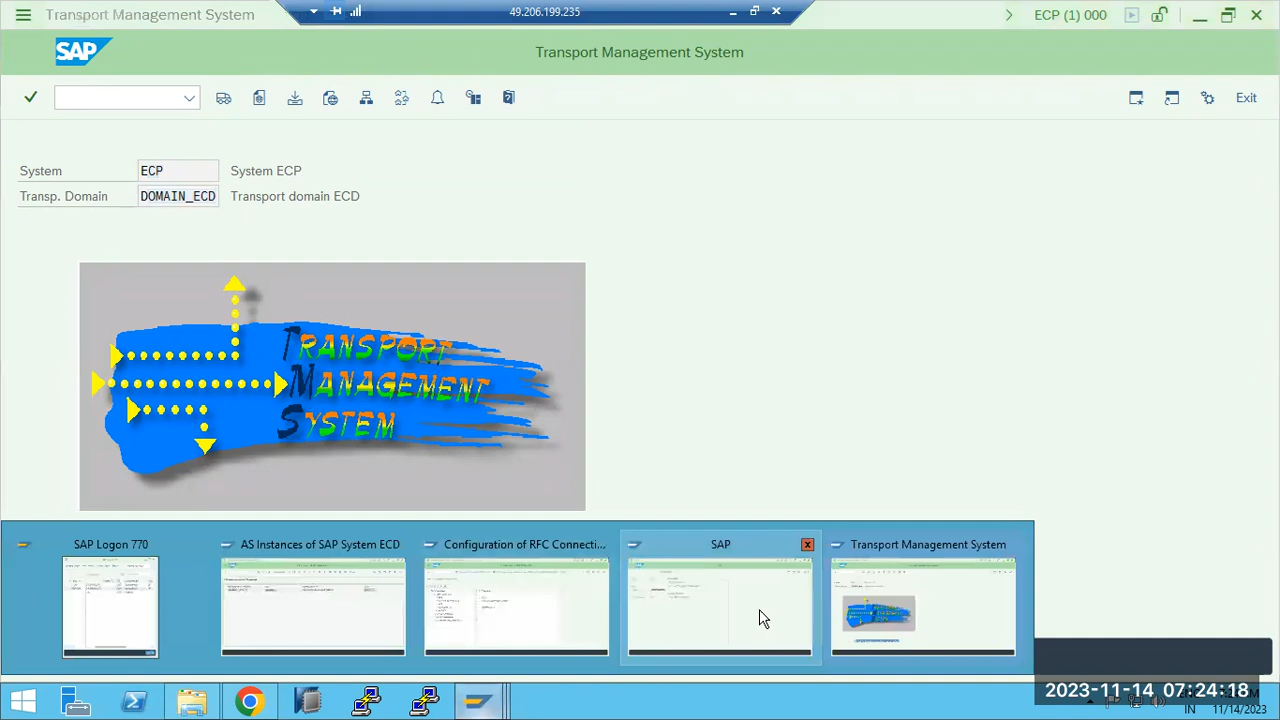 Transport Management System
49.206.199.235
ECP (1) 000
SAP
Transport Management System
Exit
System ECP System ECP
Transp. Domain DOMAIN_ECD Transport domain ECD
TRANSPORT
MANAGEMENT
SYSTEM
SAP Logon 770
AS Instances of SAP System ECD
Configuration of RFC Connecti...
SAP
Transport Management System
2023-11-14 07:24:18
IN 11/14/2023